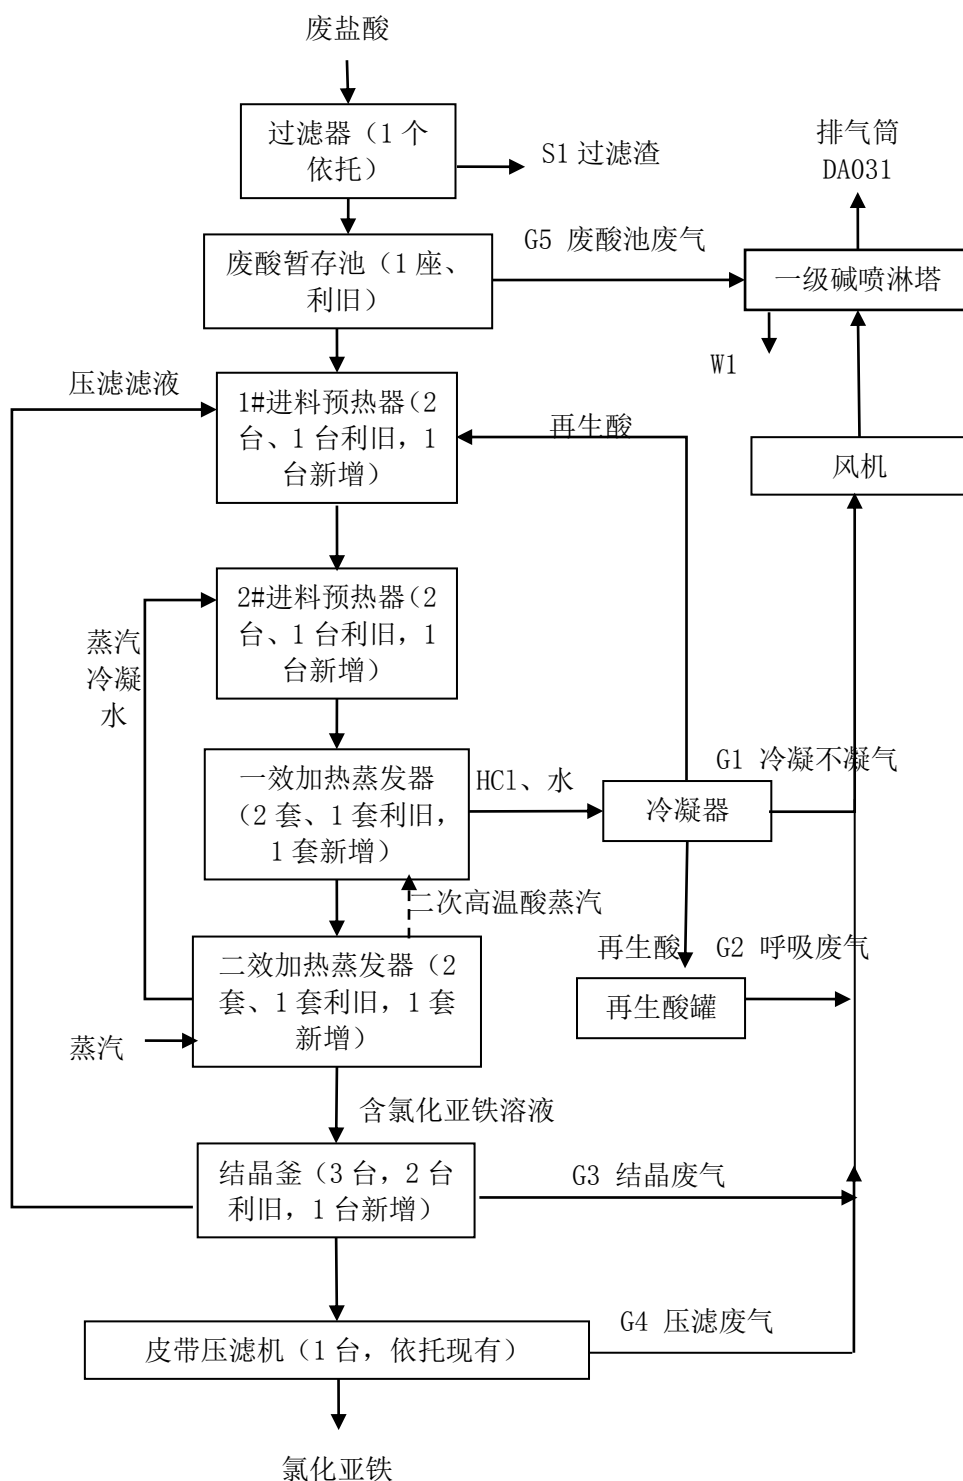 废盐酸
过滤器（1 个
依托）
S1 过滤渣
排气筒
DA031
废酸暂存池（1 座、
利旧）
G5 废酸池废气
一级碱喷淋塔
W1
压滤滤液
1#进料预热器（2
台、1 台利旧，1
台新增）
再生酸
风机
2#进料预热器（2
台、1 台利旧，1
台新增）
蒸汽
冷凝
水
一效加热蒸发器
（2 套、1 套利旧，
1 套新增）
HCl、水
冷凝器
G1 冷凝不凝气
二次高温酸蒸汽
二效加热蒸发器（2
套、1 套利旧，1 套
新增）
蒸汽
再生酸
G2 呼吸废气
再生酸罐
含氯化亚铁溶液
结晶釜（3 台，2 台
利旧，1 台新增）
G3 结晶废气
皮带压滤机（1 台，依托现有）
G4 压滤废气
氯化亚铁